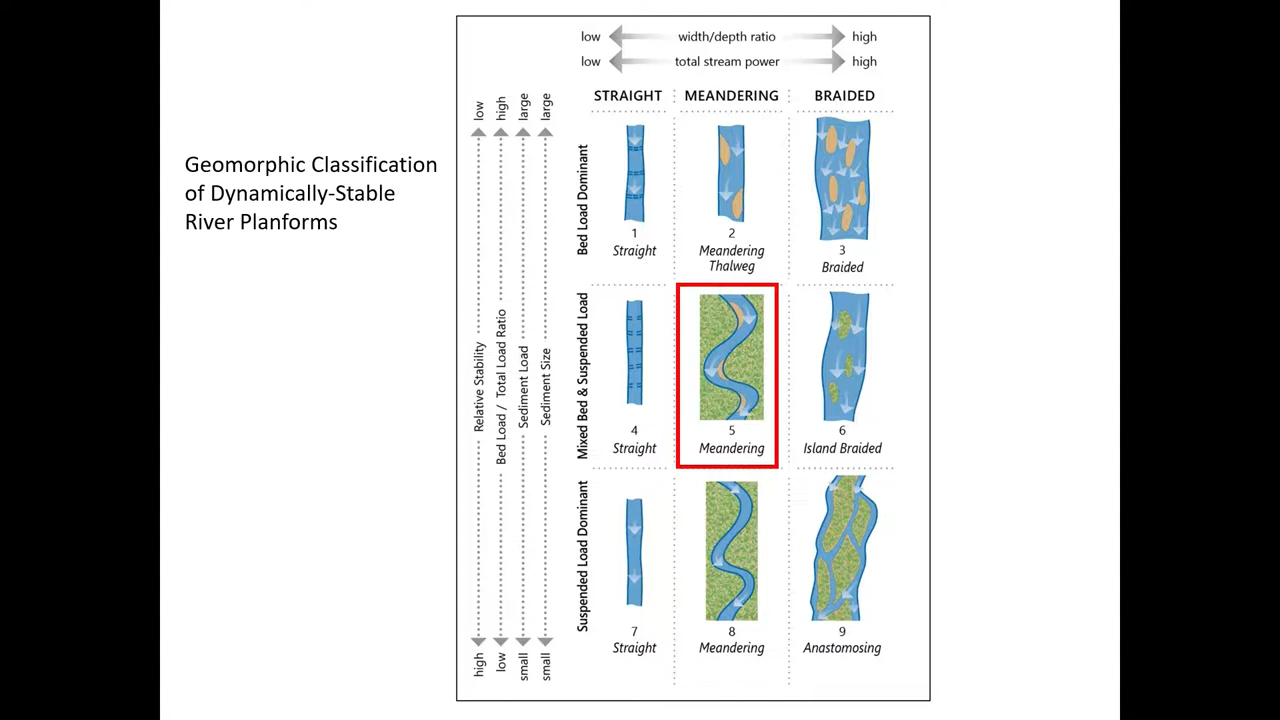 Geomorphic Classification
of Dynamically-Stable
River Planforms
low width/depth ratio high
low total stream power high
STRAIGHT MEANDERING BRAIDED
low high large large
Relative Stability
Bed Load / Total Load Ratio
Sediment Load
Sediment Size
high low small small
Bed Load Dominant
1
Straight
2
Meandering
Thalweg
3
Braided
Mixed Bed & Suspended Load
4
Straight
5
Meandering
6
Island Braided
Suspended Load Dominant
7
Straight
8
Meandering
9
Anastomosing